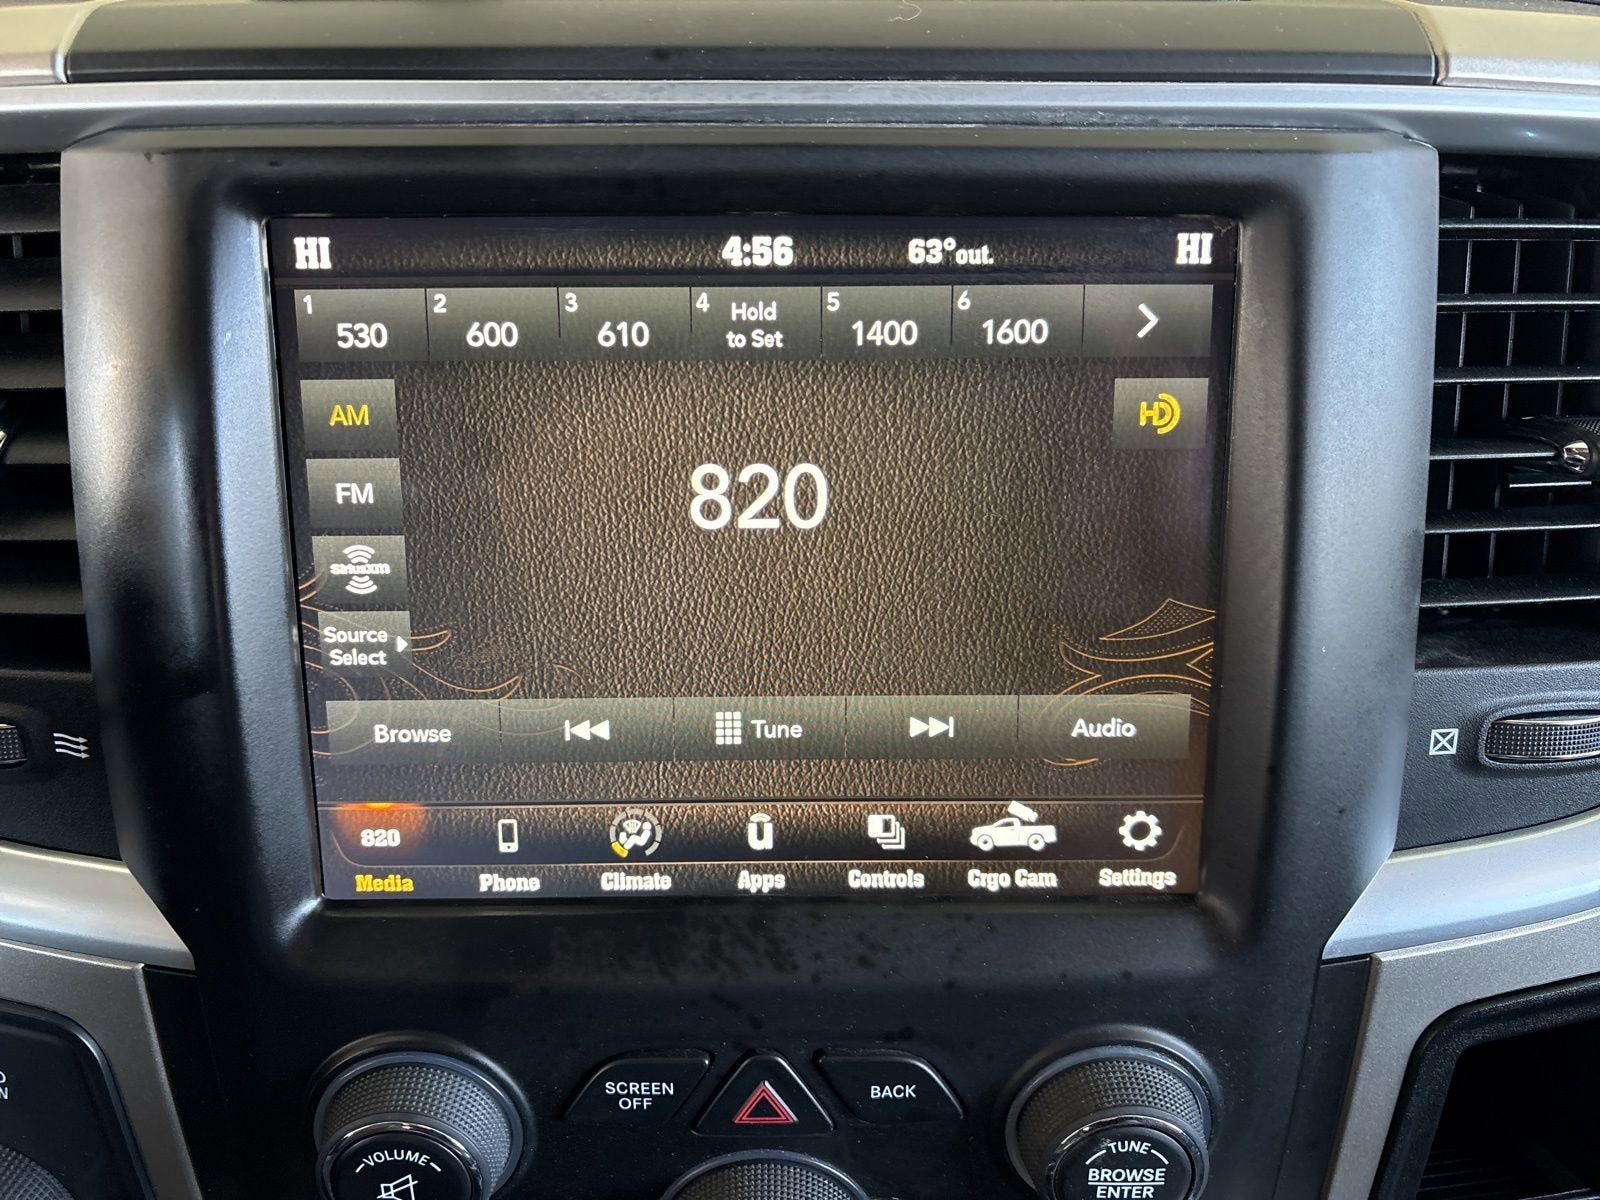 HI 4:56 63°out. HI
1 530 2 600 3 610 4 Hold to Set 5 1400 6 1600
AM HD
820
FM
siriusxm
Source
Select
Browse Tune Audio
820
Media Phone Climate Apps Controls Crgo Cam Settings
SCREEN
OFF
BACK
VOLUME
TUNE
BROWSE
ENTER